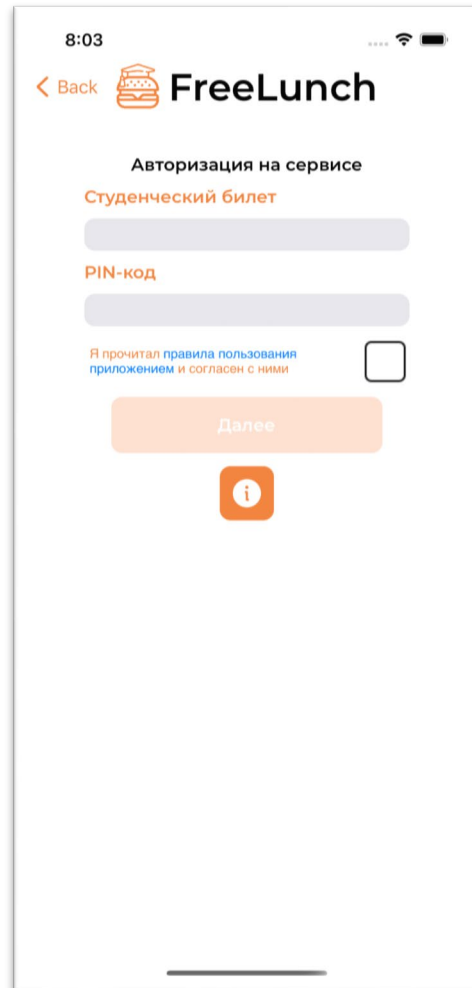 8:03
Back FreeLunch
Авторизация на сервисе
Студенческий билет
PIN-код
Я прочитал правила пользования
приложением и согласен с ними
Далее
i